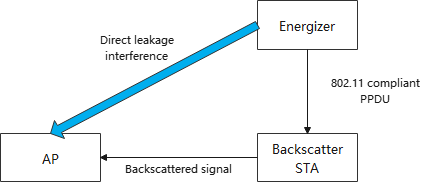 Energizer
Direct leakage
interference
802.11 compliant
PPDU
AP
Backscattered signal
Backscatter
STA